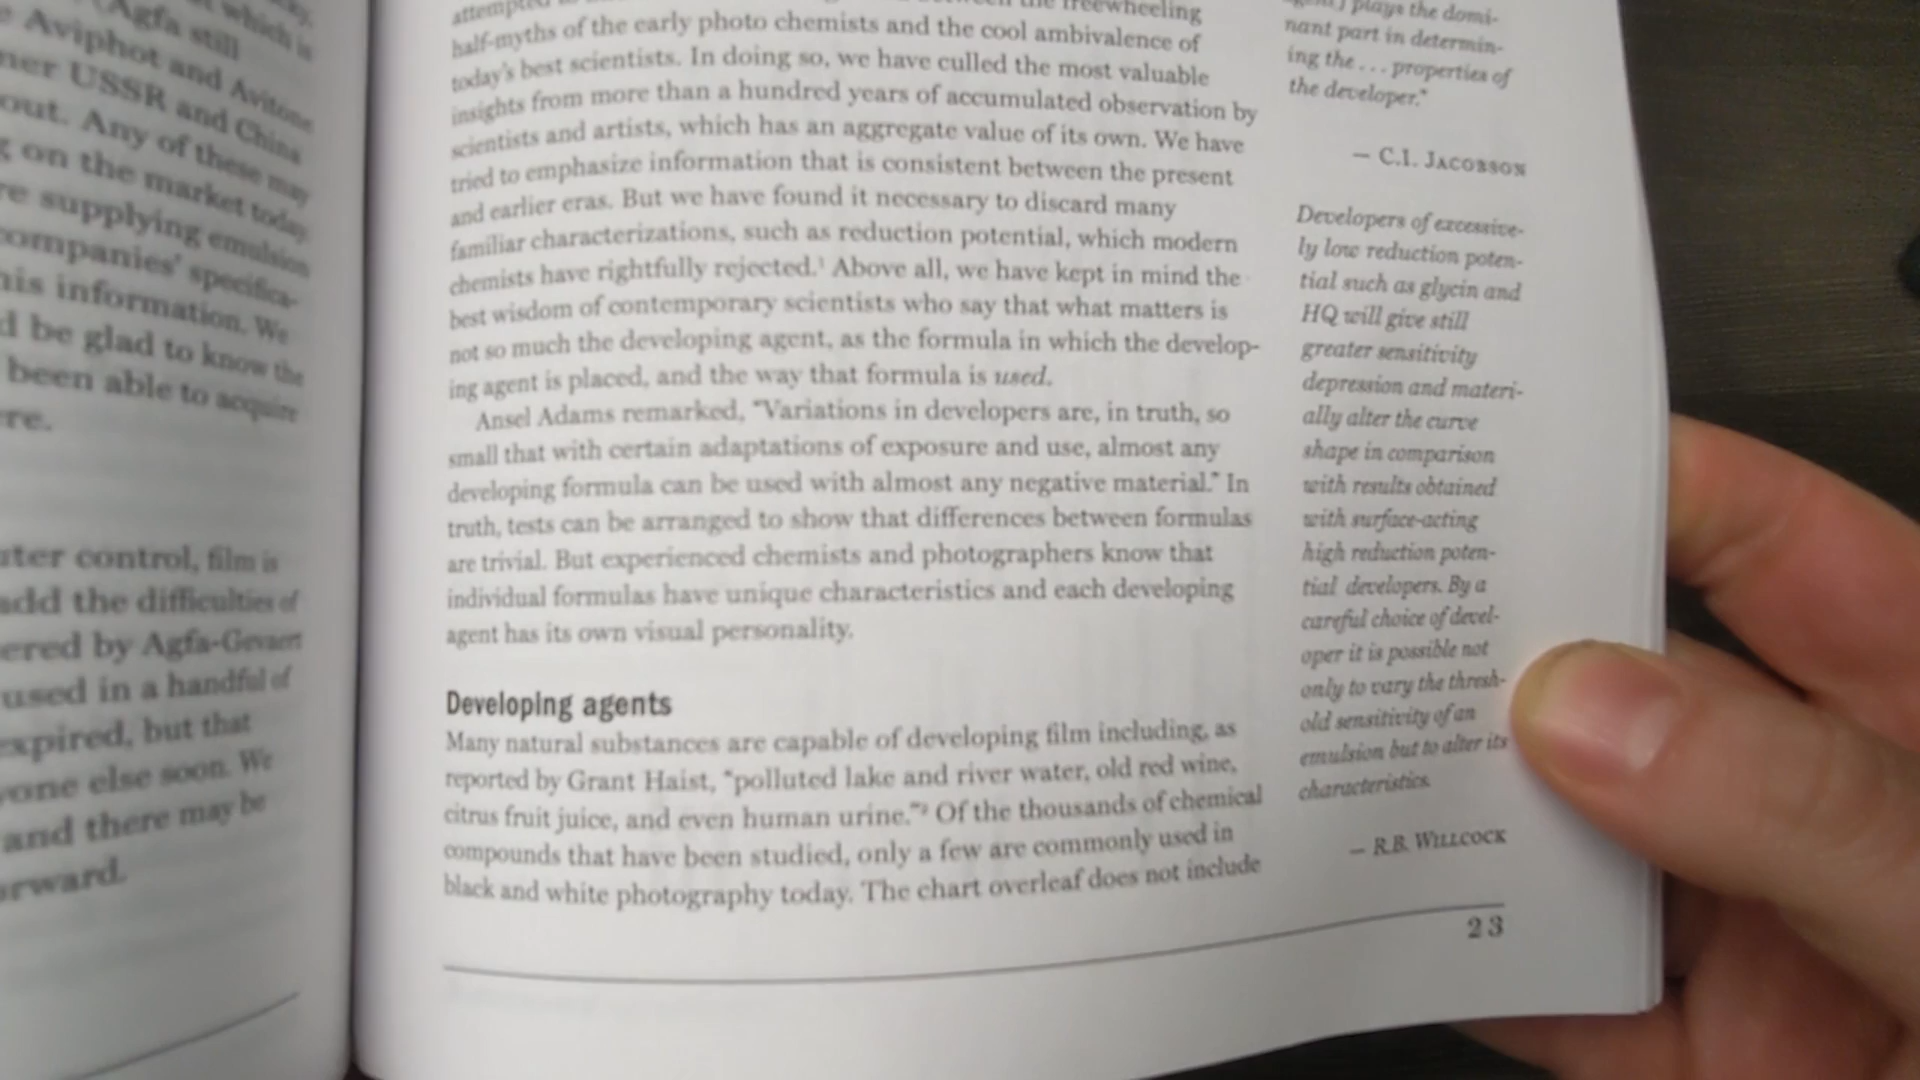 which is
(Agfa still
Aviphot and Avitone
USSR and China
out. Any of these may
on the market today.
supplying emulsion
companies' specifica-
his information. We
be glad to know the
been able to acquire
control, film is
add the difficulties of
ered by Agfa-Gevaert
used in a handful of
expired, but that
one else soon. We
and there may be
attempted
the freewheeling
half-myths of the early photo chemists and the cool ambivalence of
today's best scientists. In doing so, we have culled the most valuable
insights from more than a hundred years of accumulated observation by
scientists and artists, which has an aggregate value of its own. We have
tried to emphasize information that is consistent between the present
and earlier eras. But we have found it necessary to discard many
familiar characterizations, such as reduction potential, which modern
chemists have rightfully rejected.¹ Above all, we have kept in mind the
best wisdom of contemporary scientists who say that what matters is
not so much the developing agent, as the formula in which the develop-
ing agent is placed, and the way that formula is used.
Ansel Adams remarked, "Variations in developers are, in truth, so
small that with certain adaptations of exposure and use, almost any
developing formula can be used with almost any negative material." In
truth, tests can be arranged to show that differences between formulas
are trivial. But experienced chemists and photographers know that
individual formulas have unique characteristics and each developing
agent has its own visual personality.
Developing agents
Many natural substances are capable of developing film including, as
reported by Grant Haist, "polluted lake and river water, old red wine,
citrus fruit juice, and even human urine."² Of the thousands of chemical
compounds that have been studied, only a few are commonly used in
black and white photography today. The chart overleaf does not include
plays the domi-
nant part in determin-
ing the . . . properties of
the developer."
— C.I. JACOBSON
Developers of excessive-
ly low reduction poten-
tial such as glycin and
HQ will give still
greater sensitivity
depression and materi-
ally alter the curve
shape in comparison
with results obtained
with surface-acting
high reduction poten-
tial developers. By a
careful choice of devel-
oper it is possible not
only to vary the thresh-
old sensitivity of an
emulsion but to alter its
characteristics.
— R.B. WILLCOCK
23